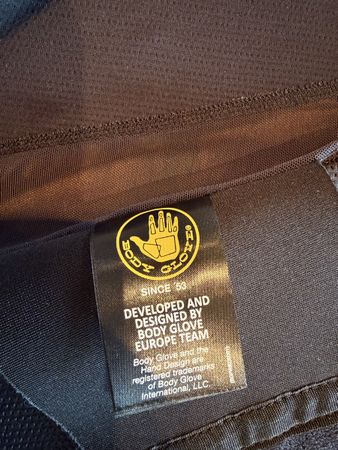 BODY GLOVE®
SINCE '53
DEVELOPED AND
DESIGNED BY
BODY GLOVE
EUROPE TEAM
Body Glove and the
Hand Design are
registered trademarks
of Body Glove
International, LLC.